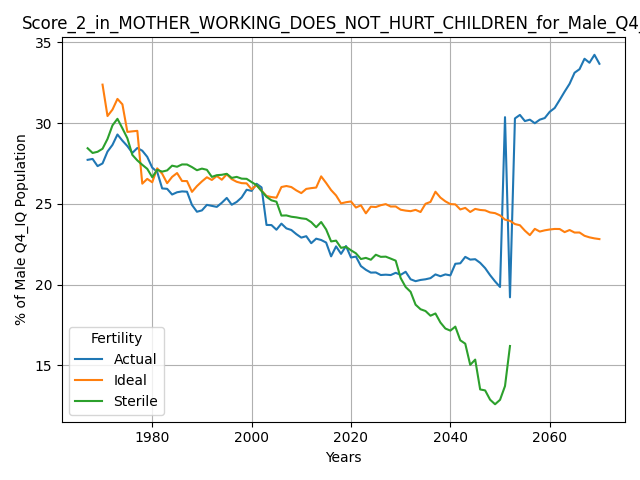 Score_2_in_MOTHER_WORKING_DOES_NOT_HURT_CHILDREN_for_Male_Q4_
35
30
25
20
15
% of Male Q4_IQ Population
Fertility
Actual
Ideal
Sterile
1980
2000
2020
2040
2060
Years